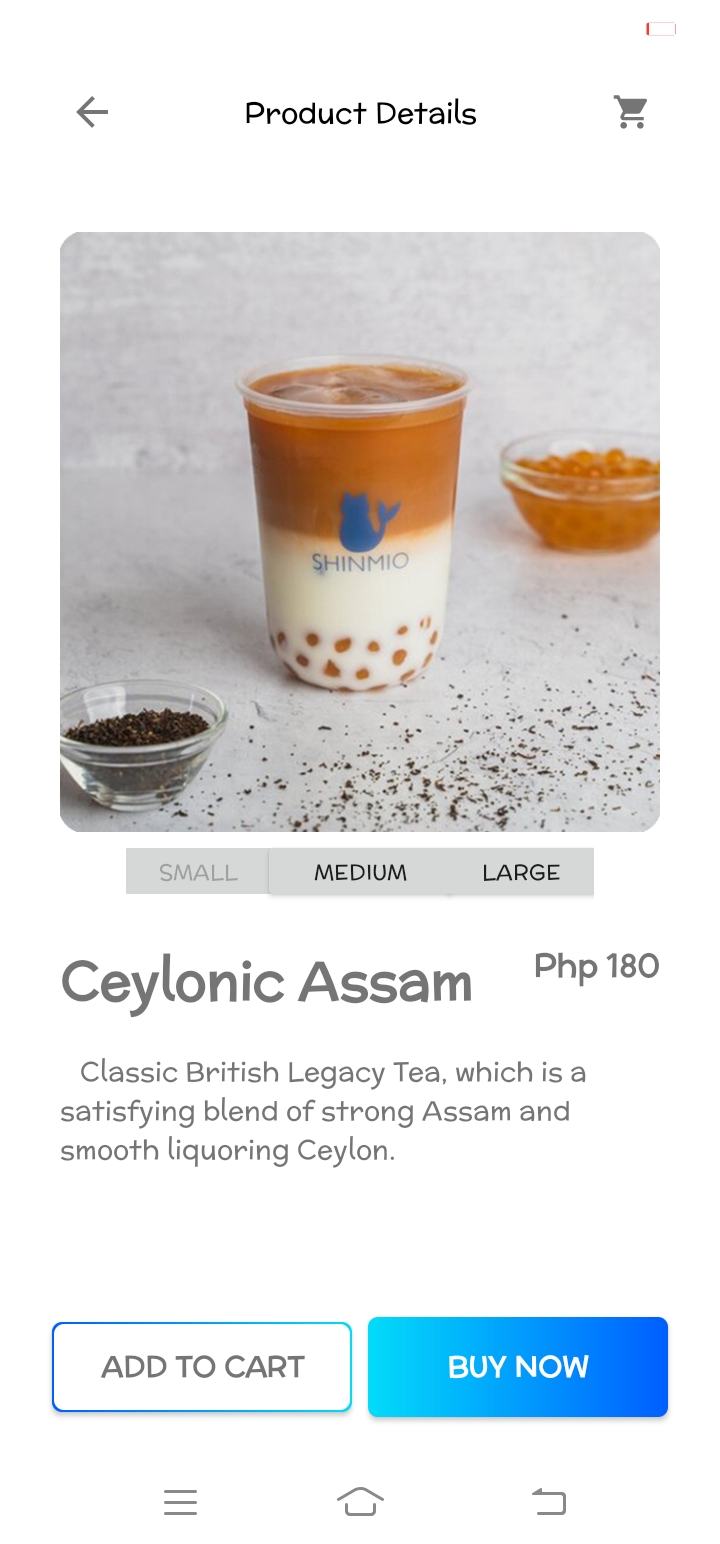 Product Details
SHINMIO
SMALL MEDIUM LARGE
Ceylonic Assam Php 180
Classic British Legacy Tea, which is a
satisfying blend of strong Assam and
smooth liquoring Ceylon.
ADD TO CART BUY NOW